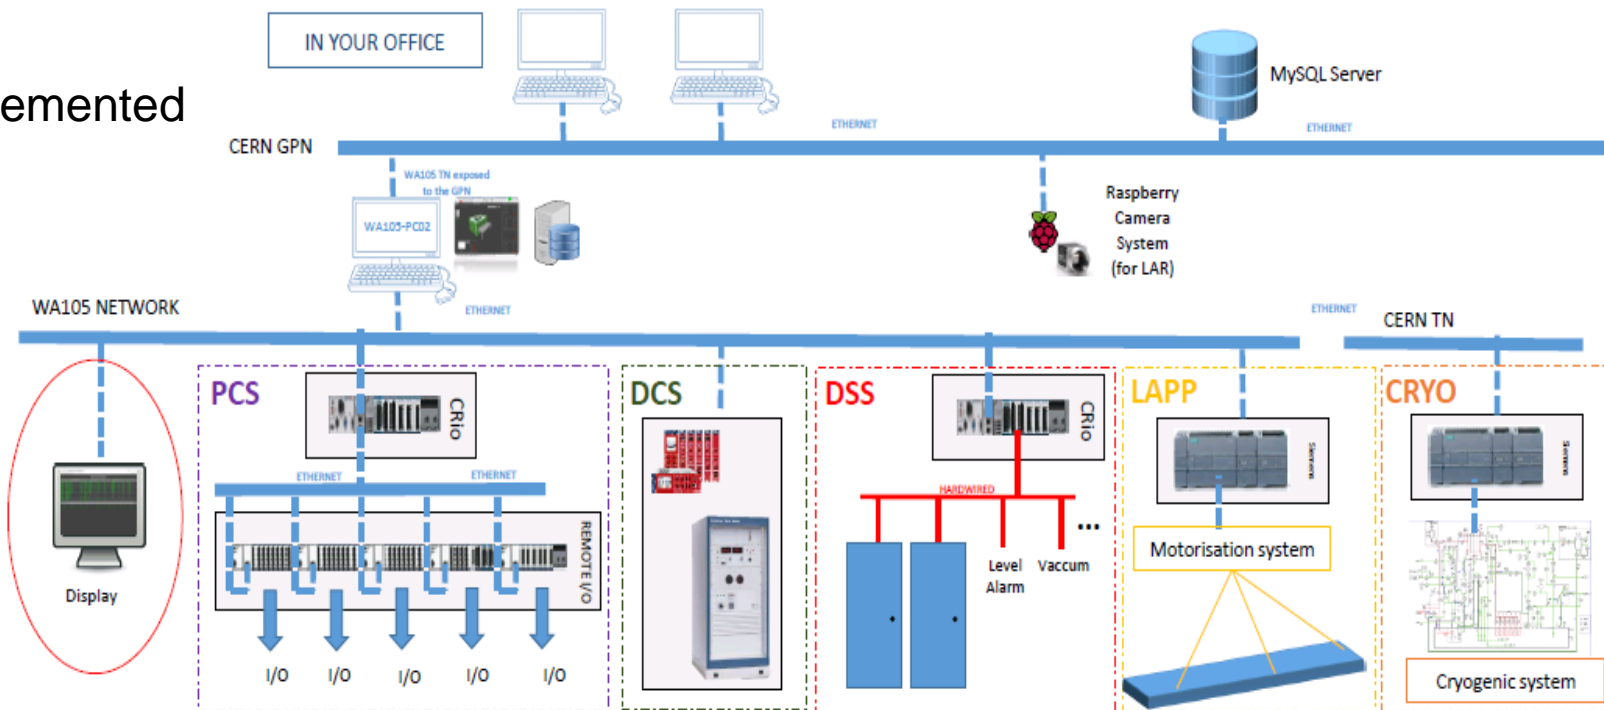 IN YOUR OFFICE
MySQL Server
emented
ETHERNET
ETHERNET
CERN GPN
WA105 TN exposed
to the GPN
WA105-PC02
Raspberry
Camera
System
(for LAR)
WA105 NETWORK
ETHERNET
ETHERNET
CERN TN
PCS
CRio
DCS
DSS
CRio
LAPP
Siemens
CRYO
Siemens
ETHERNET
ETHERNET
HARDWIRED
REMOTE I/O
...
Level
Alarm
Vaccum
Motorisation system
Display
I/O
I/O
I/O
I/O
I/O
Cryogenic system